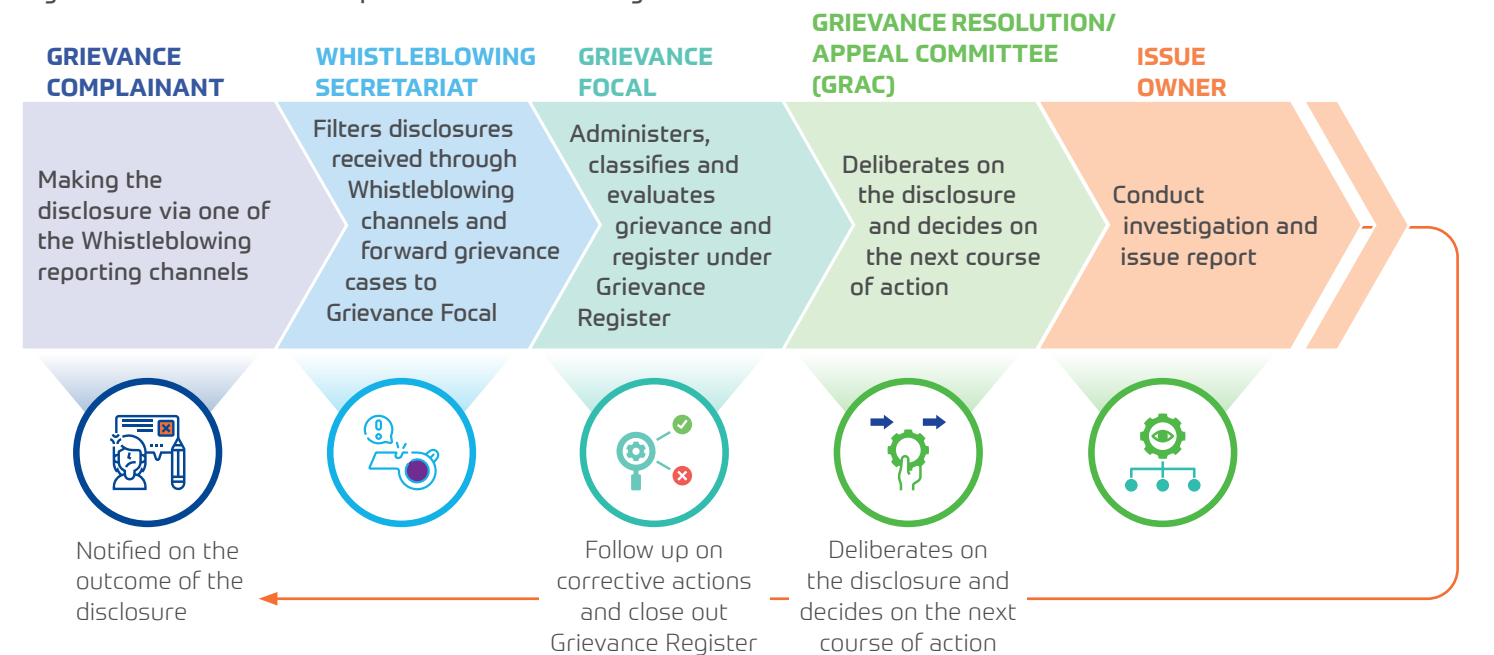 GRIEVANCE
COMPLAINANT
WHISTLEBLOWING
SECRETARIAT
GRIEVANCE
FOCAL
GRIEVANCE RESOLUTION/
APPEAL COMMITTEE
(GRAC)
ISSUE
OWNER
Making the
disclosure via one of
the Whistleblowing
reporting channels
Filters disclosures
received through
Whistleblowing
channels and
forward grievance
cases to
Grievance Focal
Administers,
classifies and
evaluates
grievance and
register under
Grievance
Register
Deliberates on
the disclosure
and decides on
the next course
of action
Conduct
investigation and
issue report
Notified on the
outcome of the
disclosure
Follow up on
corrective actions
and close out
Grievance Register
Deliberates on
the disclosure and
decides on the next
course of action